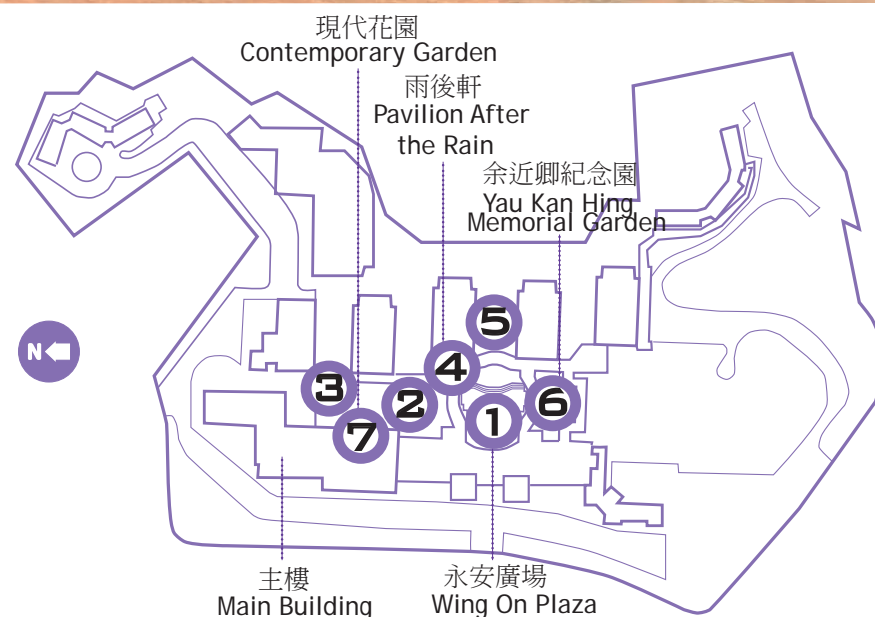 現代花園
Contemporary Garden
雨後軒
Pavilion After
the Rain
余近卿紀念園
Yau Kan Hing
Memorial Garden
N
5
4
3
2
6
1
7
主樓
Main Building
永安廣場
Wing On Plaza